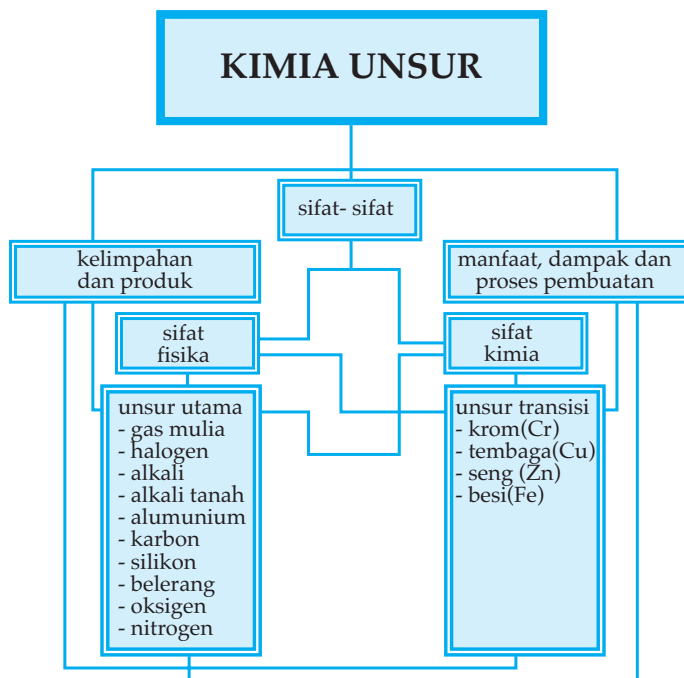 KIMIA UNSUR
sifat- sifat
kelimpahan
dan produk
manfaat, dampak dan
proses pembuatan
sifat
fisika
sifat
kimia
unsur utama
- gas mulia
- halogen
- alkali
- alkali tanah
- alumunium
- karbon
- silikon
- belerang
- oksigen
- nitrogen
unsur transisi
- krom(Cr)
- tembaga(Cu)
- seng (Zn)
- besi(Fe)